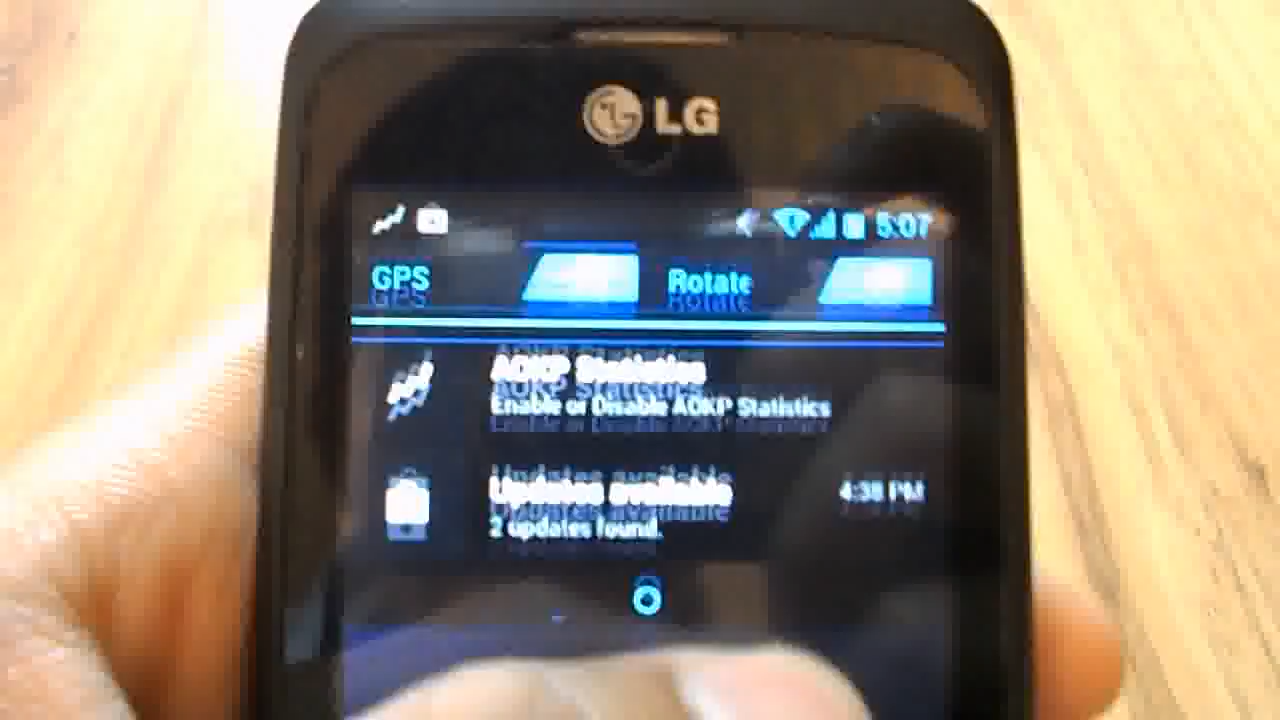 LG
5:07
GPS Rotate
AOKP Statistics
Enable or Disable AOKP Statistics
Updates available 4:38 PM
2 updates found.